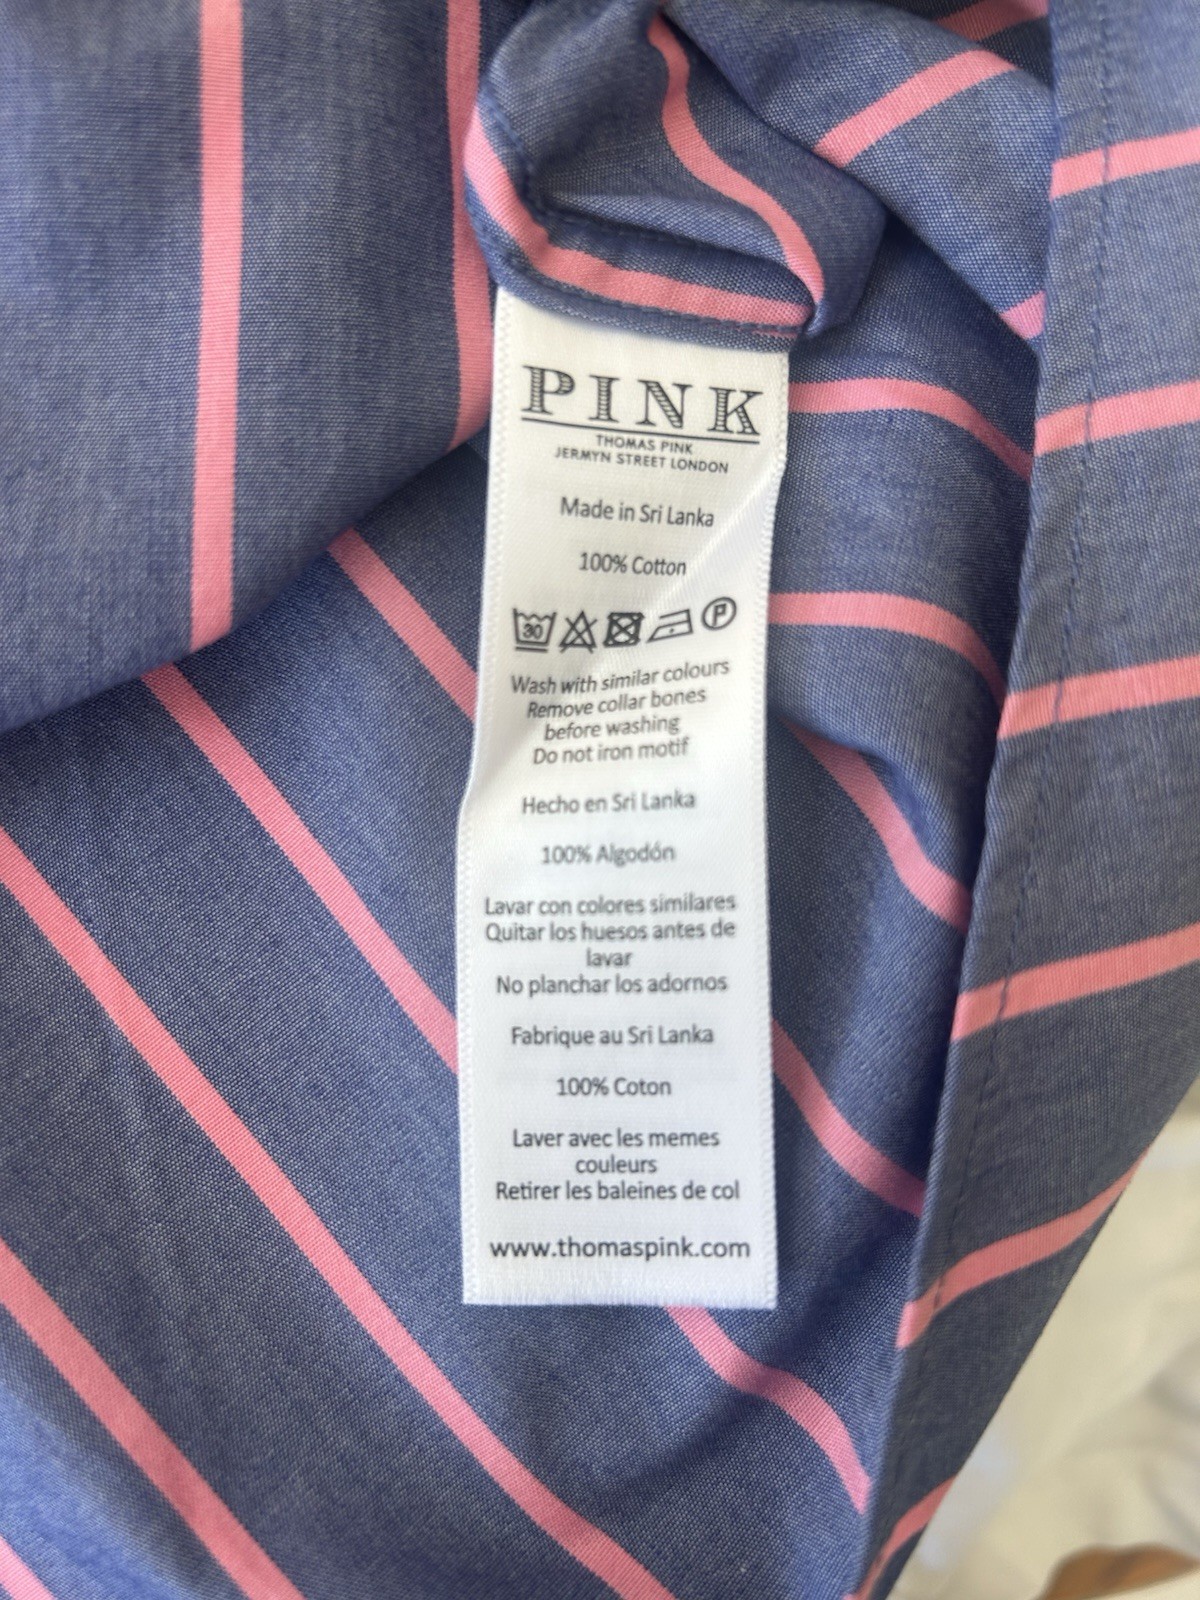 PINK
THOMAS PINK
JERMYN STREET LONDON
Made in Sri Lanka
100% Cotton
30 P
Wash with similar colours
Remove collar bones
before washing
Do not iron motif
Hecho en Sri Lanka
100% Algodón
Lavar con colores similares
Quitar los huesos antes de
lavar
No planchar los adornos
Fabrique au Sri Lanka
100% Coton
Laver avec les memes
couleurs
Retirer les baleines de col
www.thomaspink.com